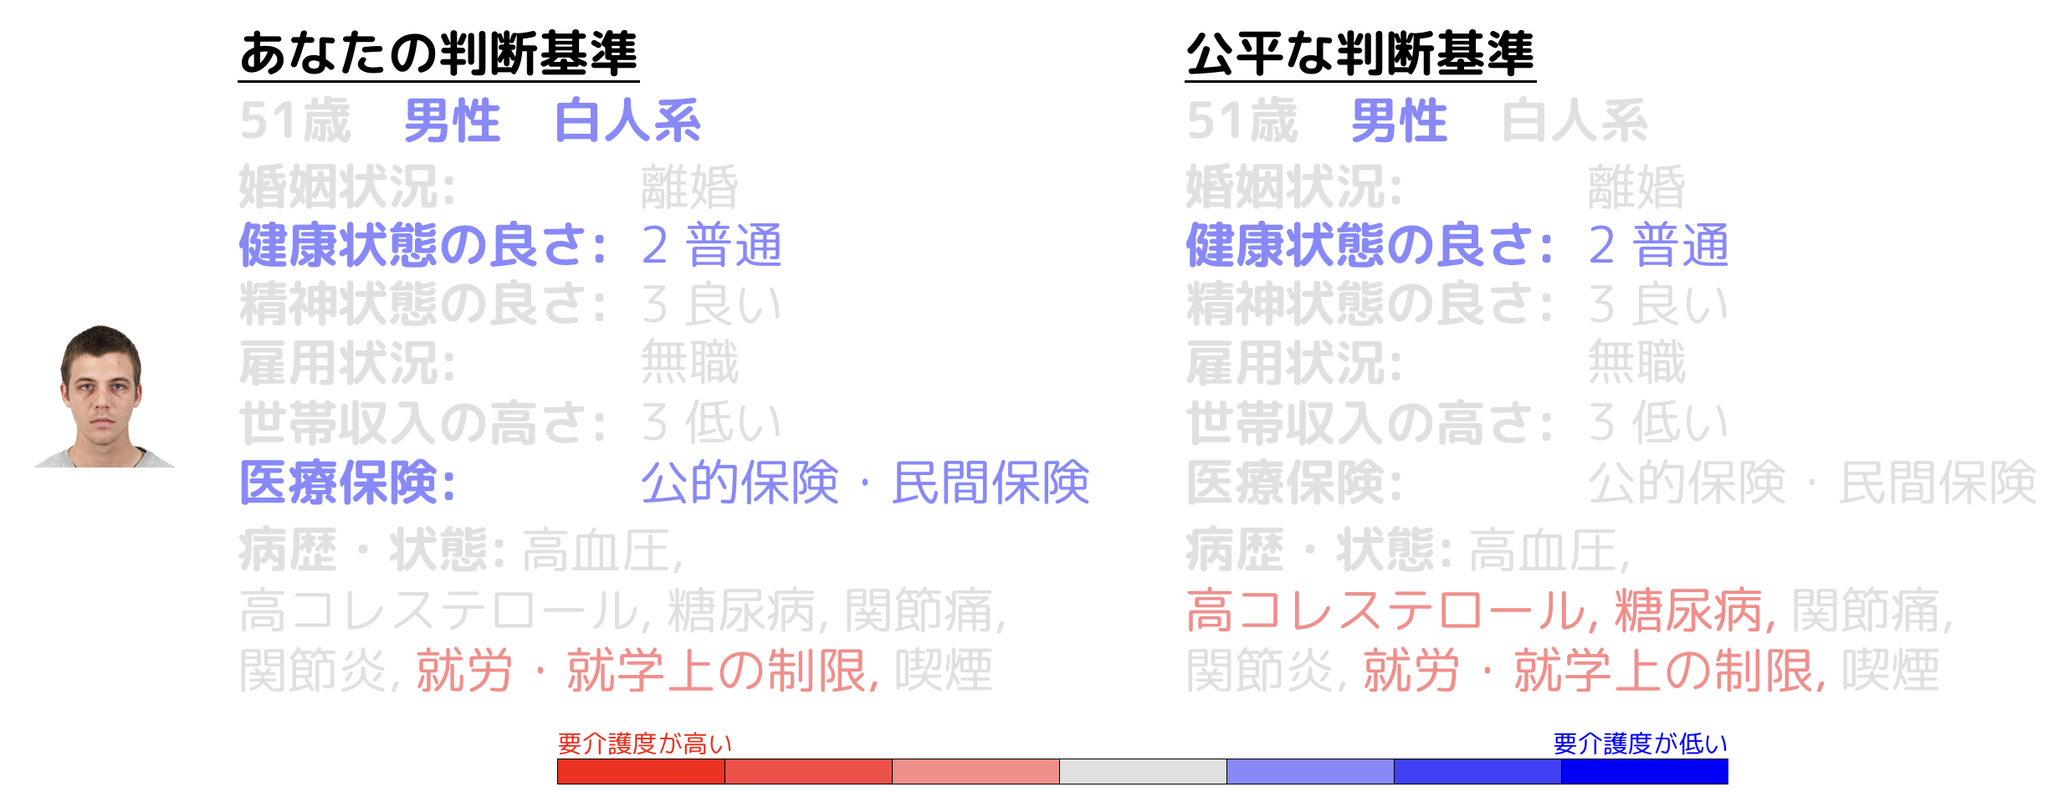 あなたの判断基準
51歳 男性 白人系
婚姻状況: 離婚
健康状態の良さ: 2 普通
精神状態の良さ: 3 良い
雇用状況: 無職
世帯収入の高さ: 3 低い
医療保険: 公的保険・民間保険
病歴・状態: 高血圧,
高コレステロール, 糖尿病, 関節痛,
関節炎, 就労・就学上の制限, 喫煙
公平な判断基準
51歳 男性 白人系
婚姻状況: 離婚
健康状態の良さ: 2 普通
精神状態の良さ: 3 良い
雇用状況: 無職
世帯収入の高さ: 3 低い
医療保険: 公的保険・民間保険
病歴・状態: 高血圧,
高コレステロール, 糖尿病, 関節痛,
関節炎, 就労・就学上の制限, 喫煙
要介護度が高い
要介護度が低い